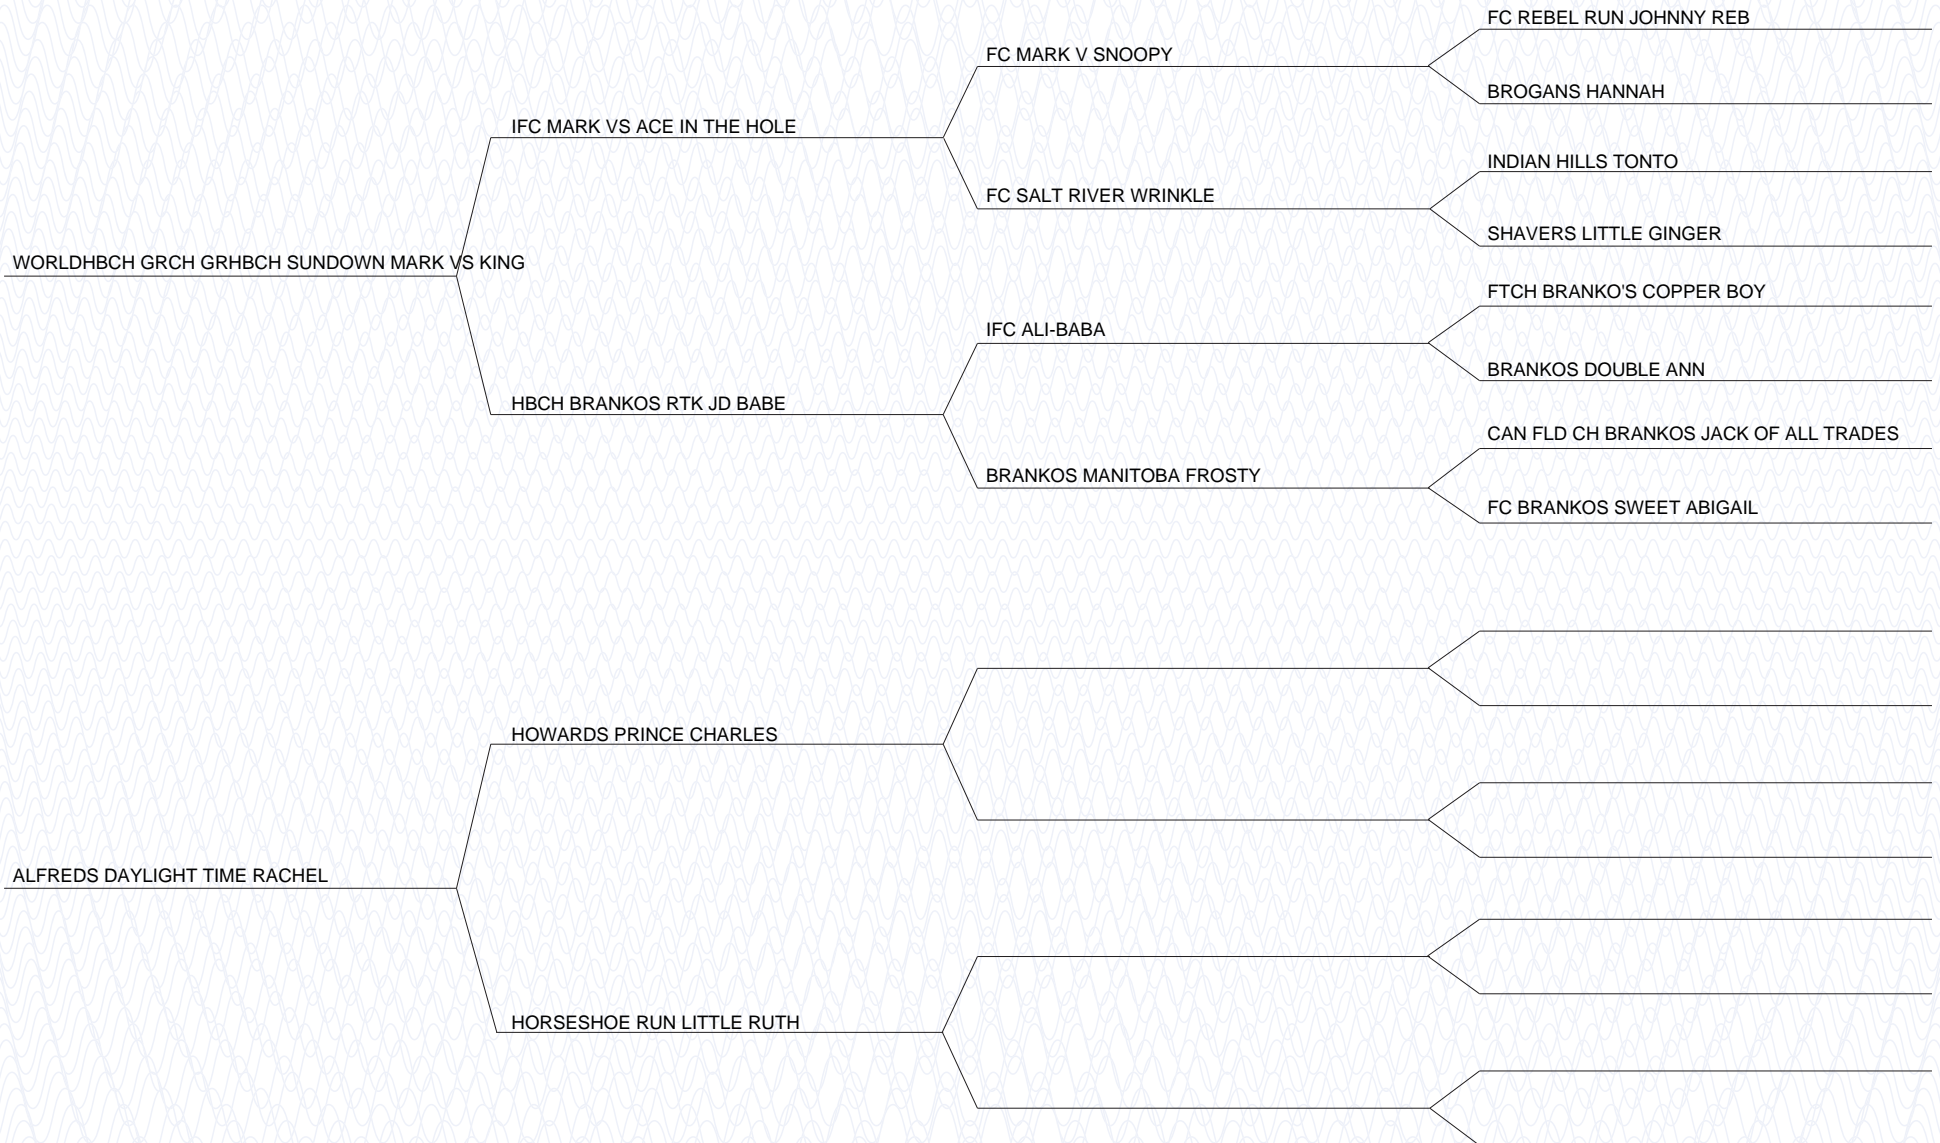 FC REBEL RUN JOHNNY REB
FC MARK V SNOOPY
BROGANS HANNAH
IFC MARK VS ACE IN THE HOLE
INDIAN HILLS TONTO
FC SALT RIVER WRINKLE
SHAVERS LITTLE GINGER
WORLDHBCH GRCH GRHBCH SUNDOWN MARK VS KING
FTCH BRANKO'S COPPER BOY
IFC ALI-BABA
BRANKOS DOUBLE ANN
HBCH BRANKOS RTK JD BABE
CAN FLD CH BRANKOS JACK OF ALL TRADES
BRANKOS MANITOBA FROSTY
FC BRANKOS SWEET ABIGAIL
HOWARDS PRINCE CHARLES
ALFREDS DAYLIGHT TIME RACHEL
HORSESHOE RUN LITTLE RUTH